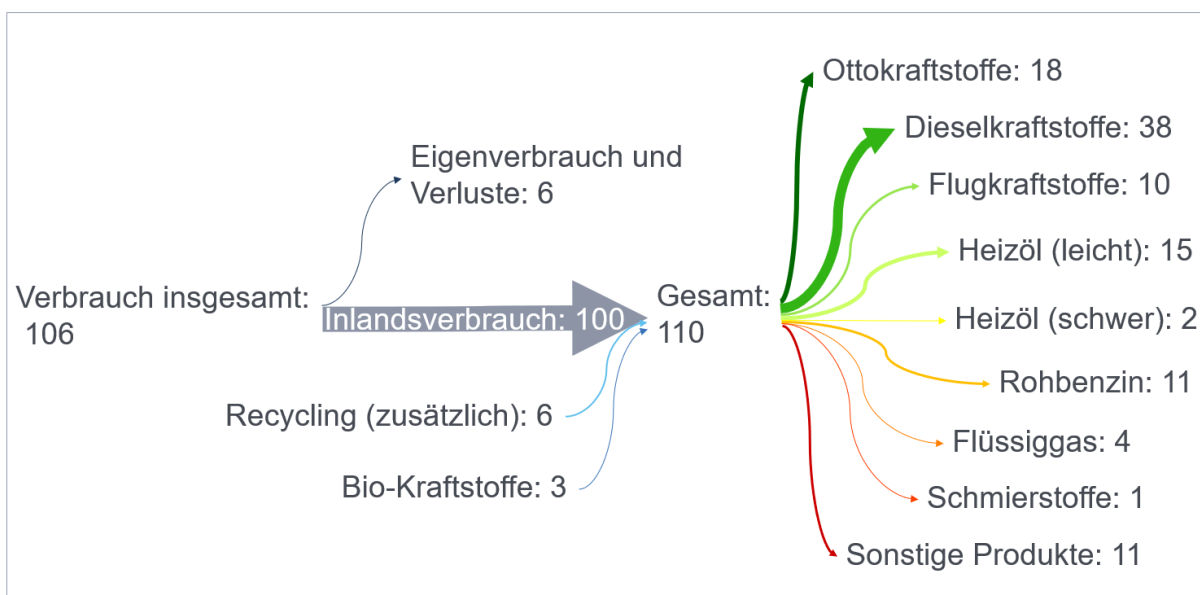 Verbrauch insgesamt:
106
Eigenverbrauch und
Verluste: 6
Inlandsverbrauch: 100
Recycling (zusätzlich): 6
Bio-Kraftstoffe: 3
Gesamt:
110
Ottokraftstoffe: 18
Dieselkraftstoffe: 38
Flugkraftstoffe: 10
Heizöl (leicht): 15
Heizöl (schwer): 2
Rohbenzin: 11
Flüssiggas: 4
Schmierstoffe: 1
Sonstige Produkte: 11